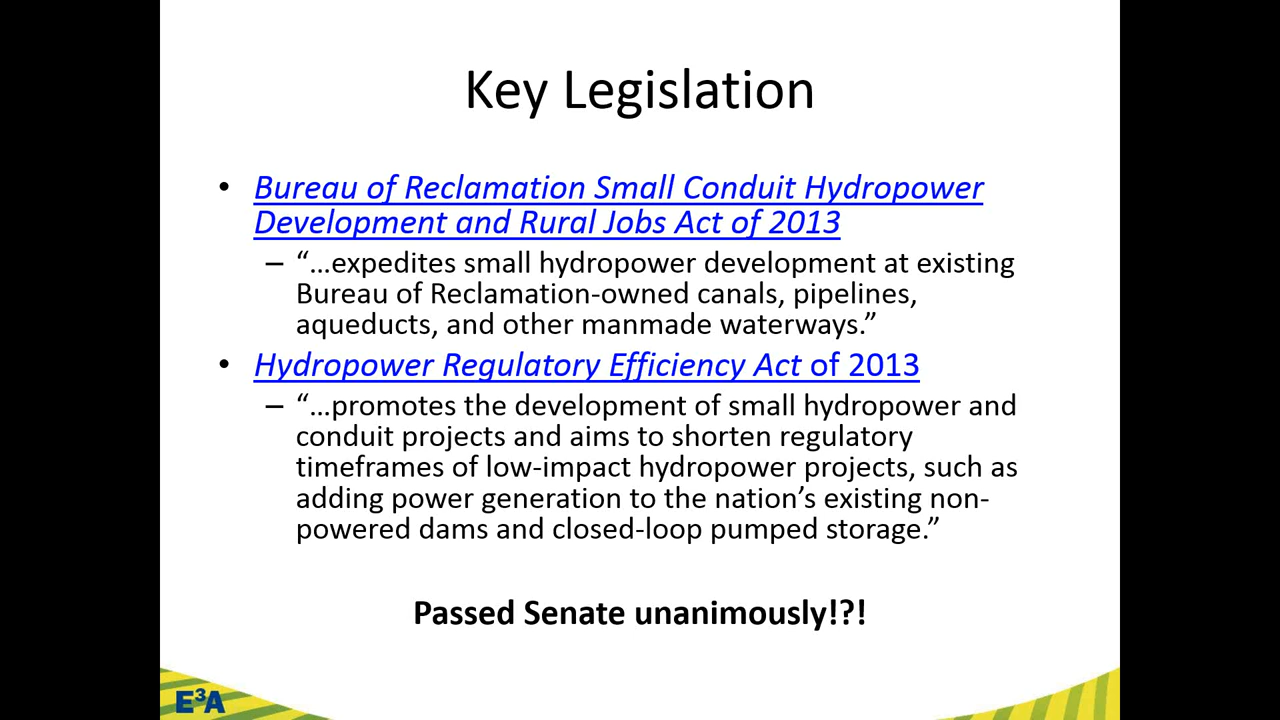 Key Legislation
• Bureau of Reclamation Small Conduit Hydropower
Development and Rural Jobs Act of 2013
– “…expedites small hydropower development at existing
Bureau of Reclamation-owned canals, pipelines,
aqueducts, and other manmade waterways.”
• Hydropower Regulatory Efficiency Act of 2013
– “…promotes the development of small hydropower and
conduit projects and aims to shorten regulatory
timeframes of low-impact hydropower projects, such as
adding power generation to the nation’s existing non-
powered dams and closed-loop pumped storage.”
Passed Senate unanimously!?!
E³A